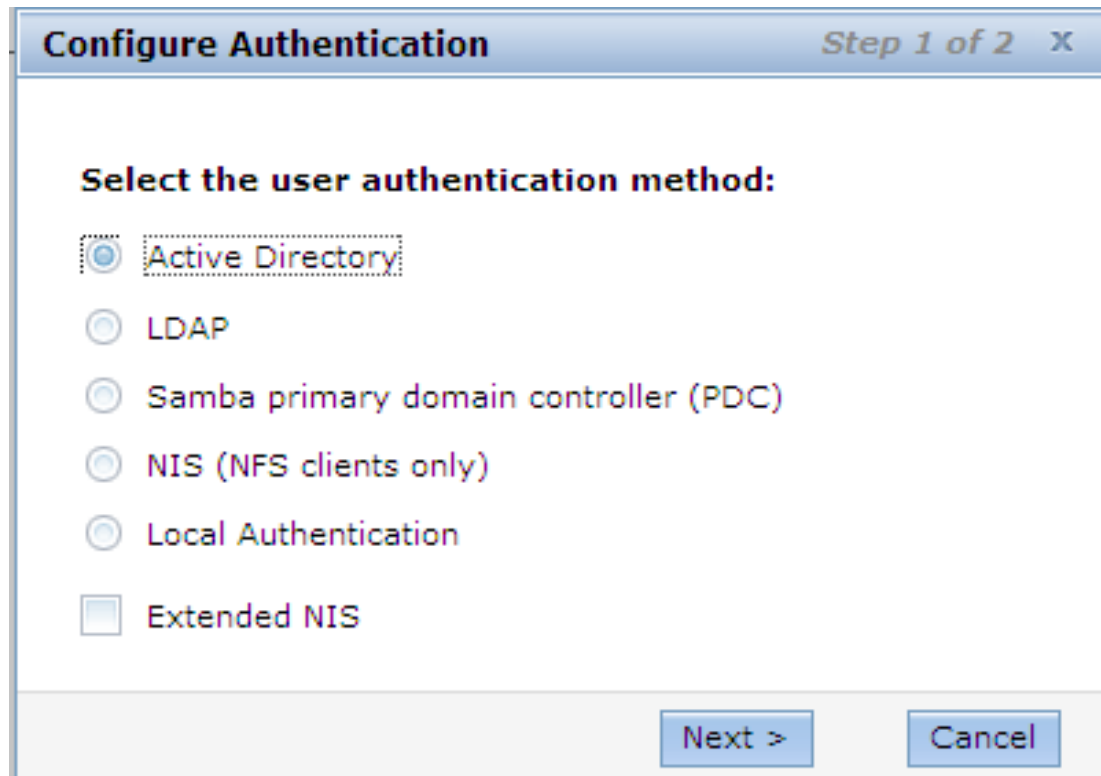 Configure Authentication Step 1 of 2 x
Select the user authentication method:
Active Directory
LDAP
Samba primary domain controller (PDC)
NIS (NFS clients only)
Local Authentication
Extended NIS
Next > Cancel